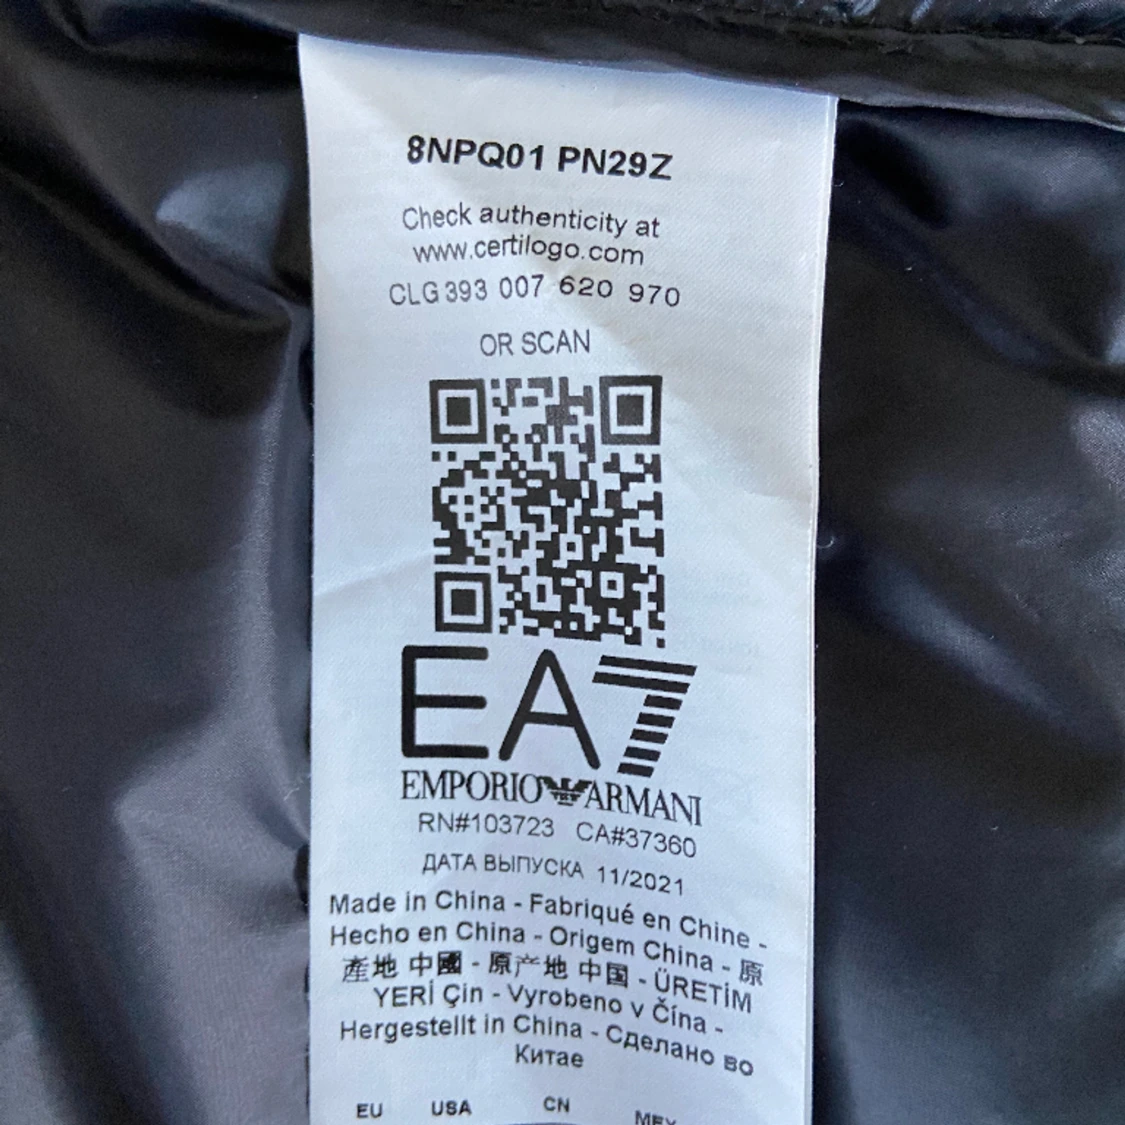 8NPQ01 PN29Z
Check authenticity at
www.certilogo.com
CLG 393 007 620 970
OR SCAN
EA7
EMPORIO ARMANI
RN#103723 CA#37360
ДАТА ВЫПУСКА 11/2021
Made in China - Fabriqué en Chine -
Hecho en China - Origem China - 原
產地 中國 - 原产地 中国 - ÜRETİM
YERİ Çin - Vyrobeno v Čína -
Hergestellt in China - Сделано во
Китае
EU USA CN MEX